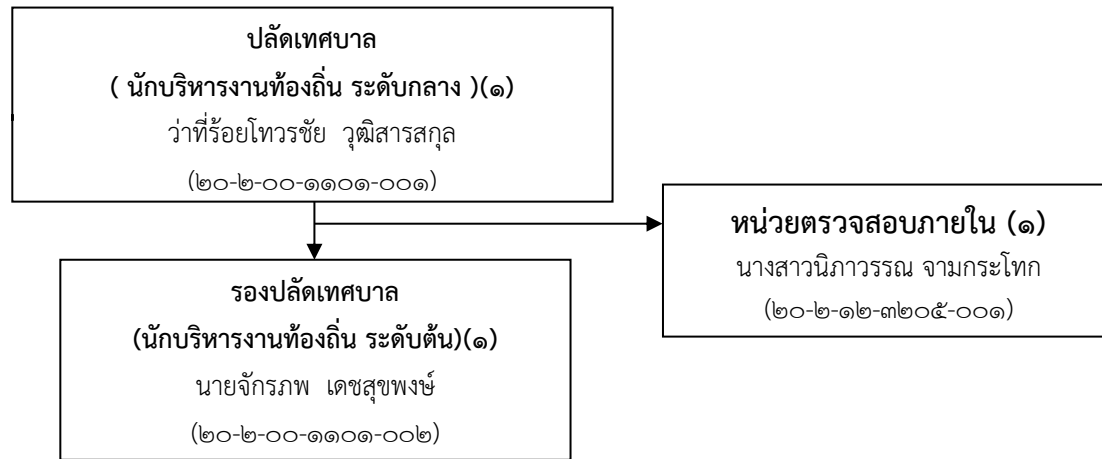 ปลัดเทศบาล
( นักบริหารงานท้องถิ่น ระดับกลาง )(๑)
ว่าที่ร้อยโทวรชัย วุฒิสารสกุล
(๒๐-๒-๐๐-๑๑๐๑-๐๐๑)
หน่วยตรวจสอบภายใน (๑)
นางสาวนิภาวรรณ จามกระโทก
(๒๐-๒-๑๒-๓๒๐๕-๐๐๑)
รองปลัดเทศบาล
(นักบริหารงานท้องถิ่น ระดับต้น)(๑)
นายจักรภพ เดชสุขพงษ์
(๒๐-๒-๐๐-๑๑๐๑-๐๐๒)